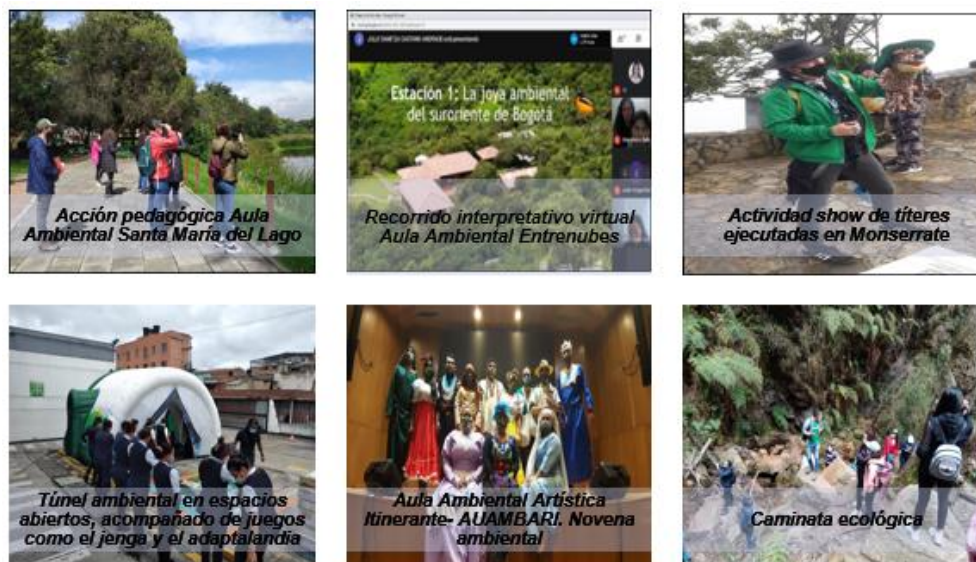 Acción pedagógica Aula
Ambiental Santa María del Lago
Estación 1: La joya ambiental
del suroriente de Bogotá
Recorrido interpretativo virtual
Aula Ambiental Entrenubes
Actividad show de títeres
ejecutadas en Monserrate
Túnel ambiental en espacios
abiertos, acompañado de juegos
como el jenga y el adaptalandia
Aula Ambiental Artística
Itinerante- AUAMBARI. Novena
ambiental
Caminata ecológica